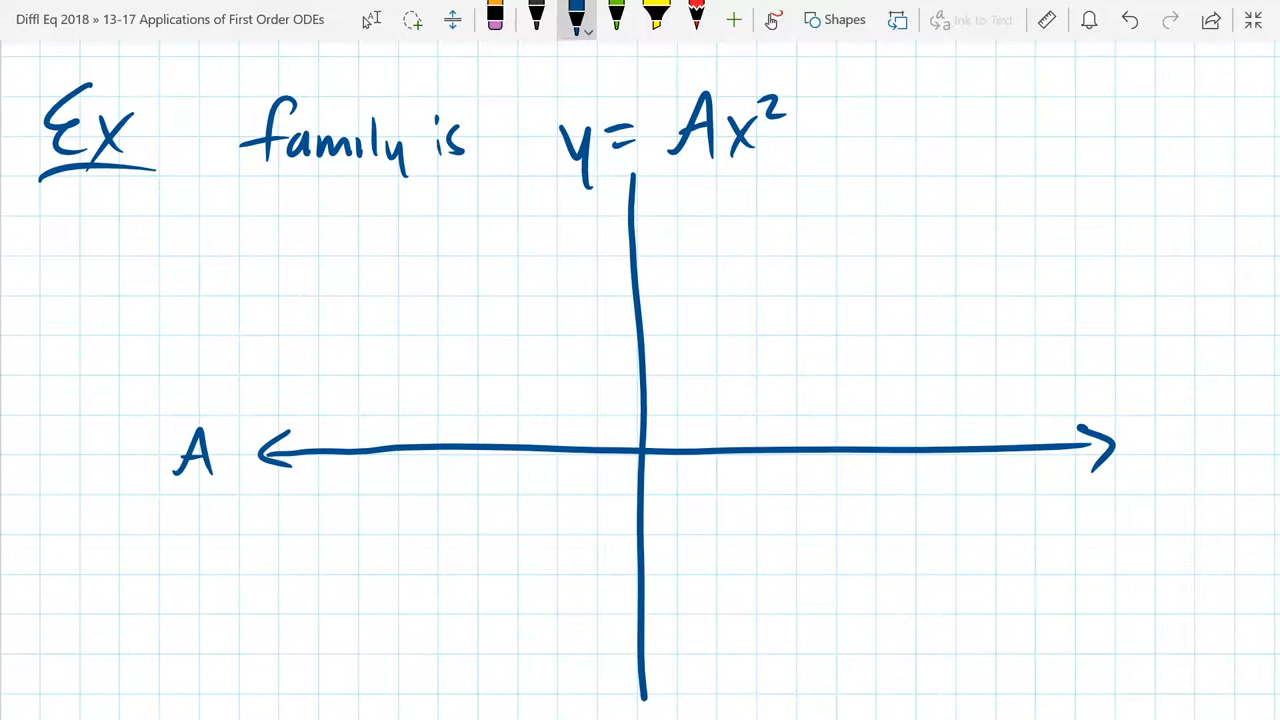 Diffl Eq 2018 » 13-17 Applications of First Order ODEs
Shapes
Ink to Text
Ex family is y = Ax²
A